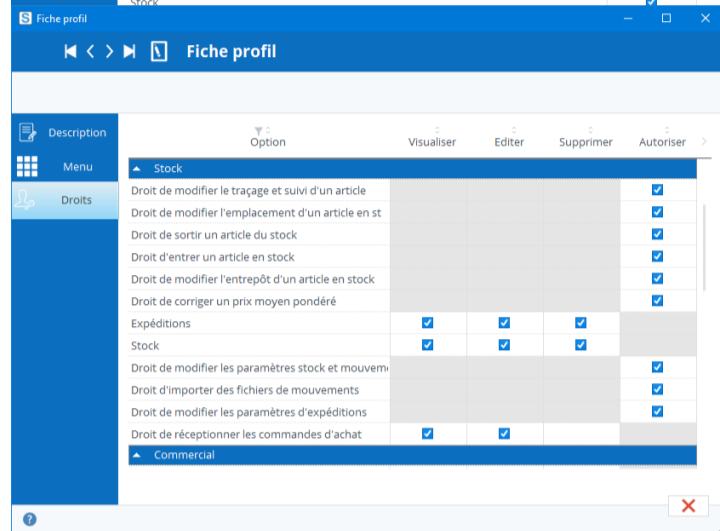 Stock
S Fiche profil
Fiche profil
Description
Menu
Droits
Option Visualiser Editer Supprimer Autoriser
Stock
Droit de modifier le traçage et suivi d'un article
Droit de modifier l'emplacement d'un article en st
Droit de sortir un article du stock
Droit d'entrer un article en stock
Droit de modifier l'entrepôt d'un article en stock
Droit de corriger un prix moyen pondéré
Expéditions
Stock
Droit de modifier les paramètres stock et mouvem
Droit d'importer des fichiers de mouvements
Droit de modifier les paramètres d'expéditions
Droit de réceptionner les commandes d'achat
Commercial
?